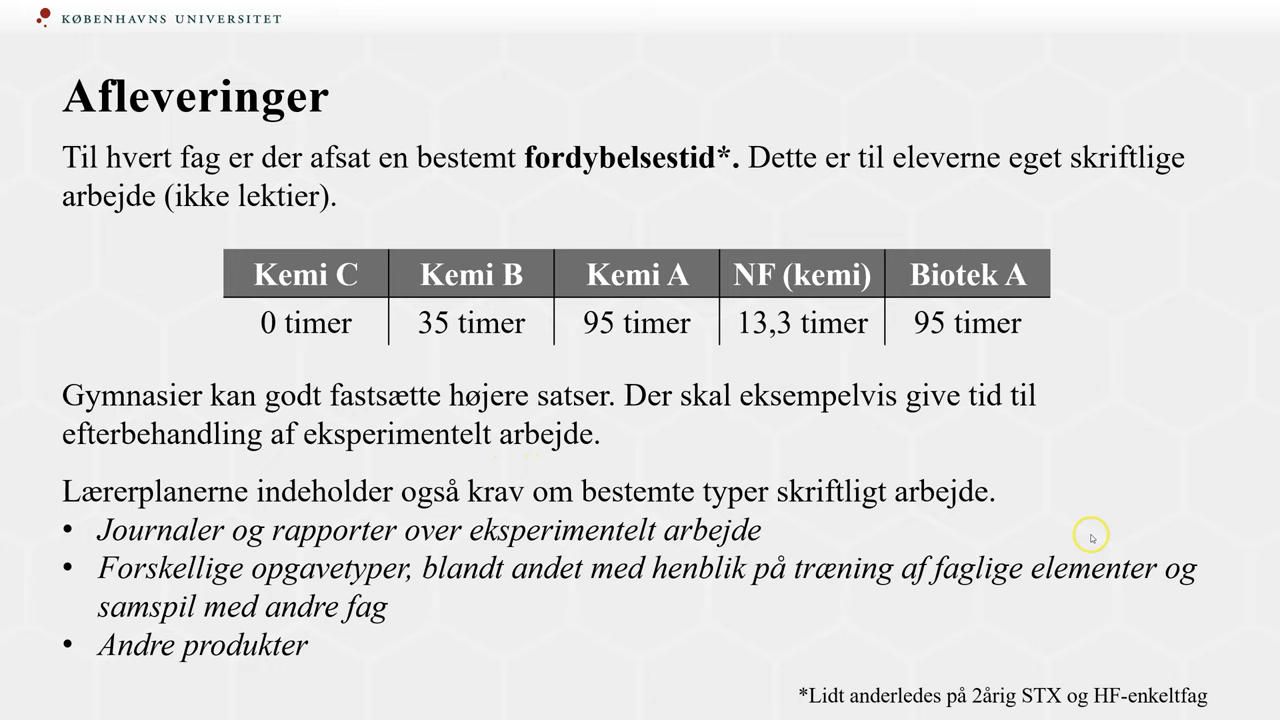 KØBENHAVNS UNIVERSITET
Afleveringer
Til hvert fag er der afsat en bestemt fordybelsestid*. Dette er til eleverne eget skriftlige
arbejde (ikke lektier).
Kemi C Kemi B Kemi A NF (kemi) Biotek A
0 timer 35 timer 95 timer 13,3 timer 95 timer
Gymnasier kan godt fastsætte højere satser. Der skal eksempelvis give tid til
efterbehandling af eksperimentelt arbejde.
Lærerplanerne indeholder også krav om bestemte typer skriftligt arbejde.
• Journaler og rapporter over eksperimentelt arbejde
• Forskellige opgavetyper, blandt andet med henblik på træning af faglige elementer og
samspil med andre fag
• Andre produkter
*Lidt anderledes på 2årig STX og HF-enkeltfag